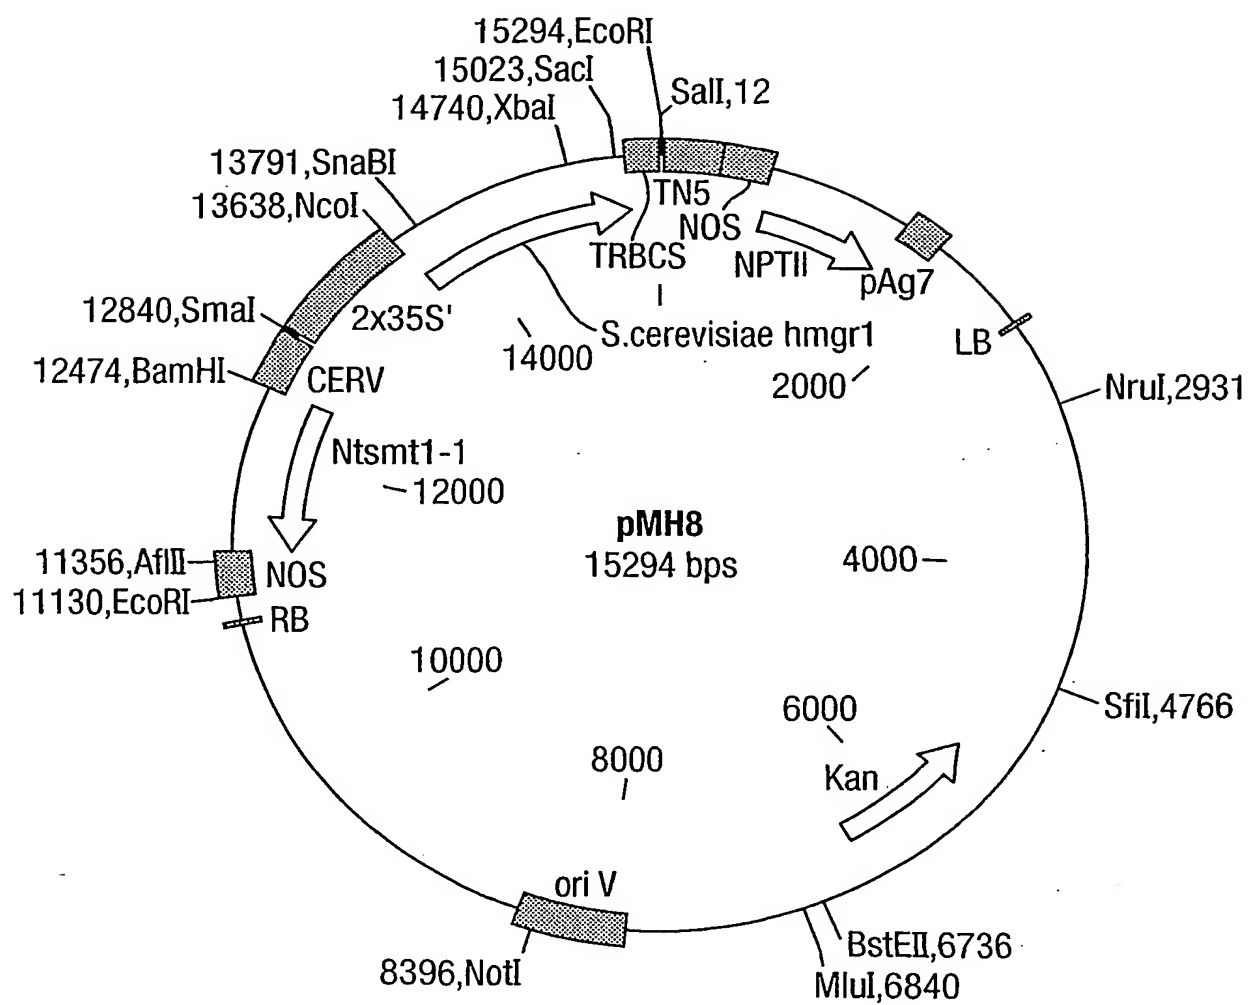 15294,EcoRI
15023,SacI
SalI,12
14740,XbaI
13791,SnaBI
13638,NcoI
TN5
NOS
TRBCS
NPTII
pAg7
12840,SmaI
2x35S'
S.cerevisiae hmgr1
14000
LB
12474,BamHI
CERV
2000
NruI,2931
Ntsmt1-1
12000
pMH8
15294 bps
4000
11356,AflII
NOS
11130,EcoRI
RB
10000
6000
SfiI,4766
8000
Kan
ori V
BstEII,6736
8396,NotI
MluI,6840